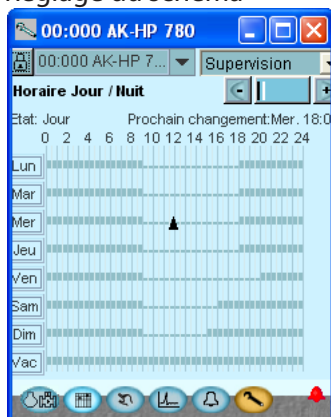 Réglage du schéma
00:000 AK-HP 780
00:000 AK-HP 7... Supervision
Horaire Jour / Nuit
Etat: Jour Prochain changement:Mer. 18:0
0 2 4 6 8 10 12 14 16 18 20 22 24
Lun
Mar
Mer
Jeu
Ven
Sam
Dim
Vac